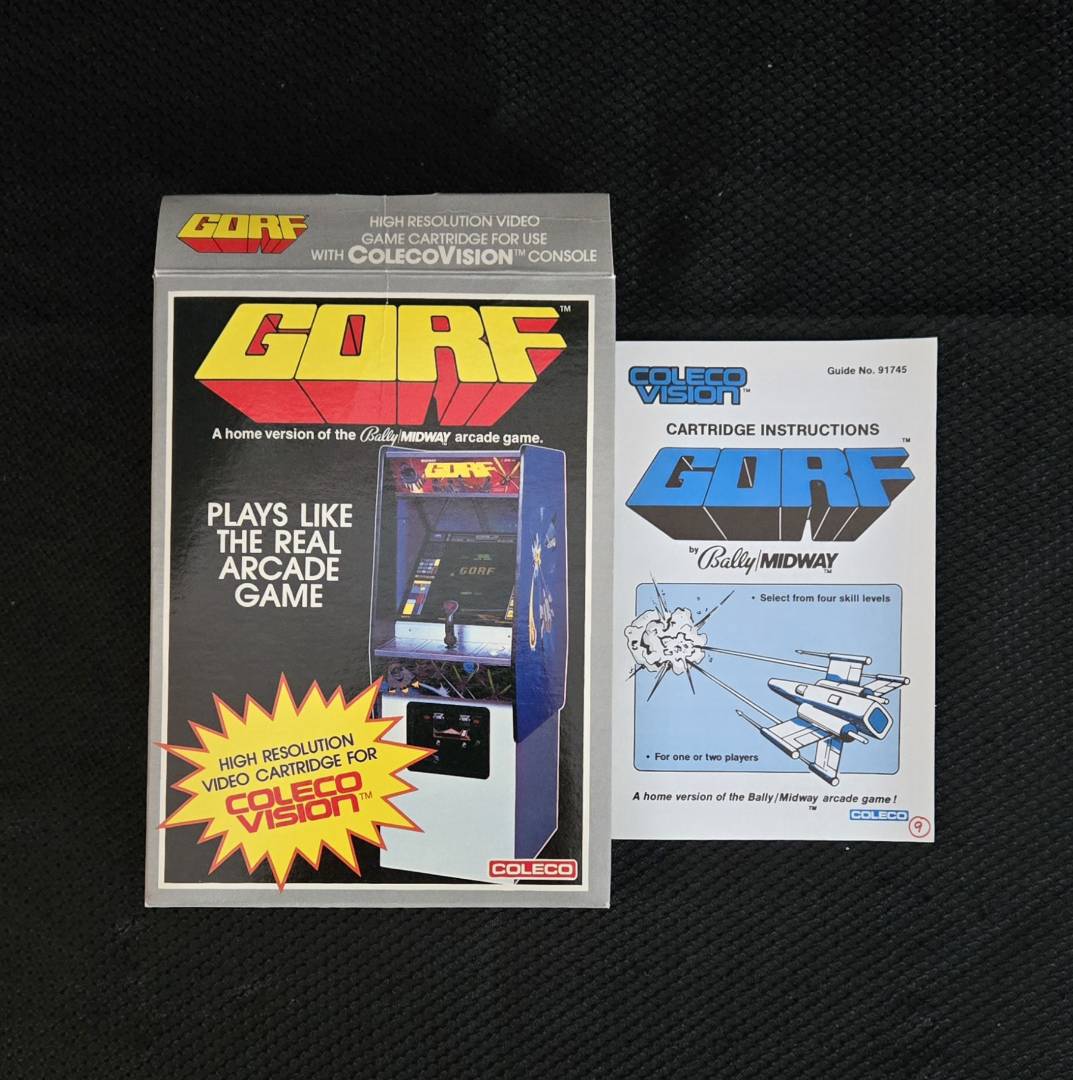 GORF
HIGH RESOLUTION VIDEO
GAME CARTRIDGE FOR USE
WITH COLECOVISION™ CONSOLE
GORF™
A home version of the Bally/MIDWAY arcade game.
PLAYS LIKE
THE REAL
ARCADE
GAME
GORF
GORF
HIGH RESOLUTION
VIDEO CARTRIDGE FOR
COLECO
VISION™
COLECO
COLECO
VISION™
Guide No. 91745
CARTRIDGE INSTRUCTIONS
GORF™
by Bally/MIDWAY™
• Select from four skill levels
• For one or two players
A home version of the Bally/Midway arcade game!
™
COLECO
9